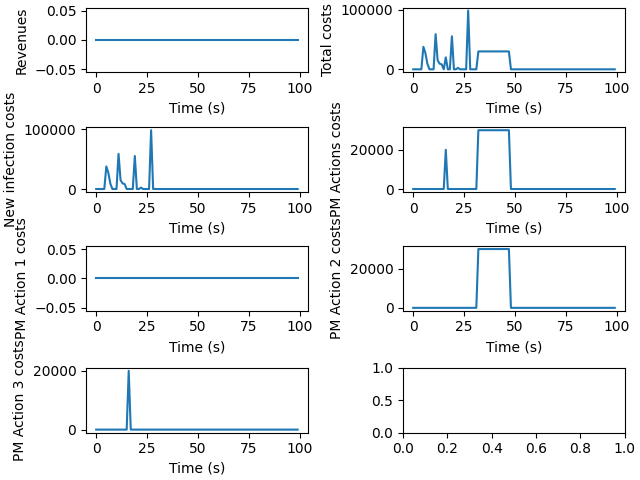 Revenues
0.05
0.00
−0.05
0 25 50 75 100
Time (s)
Total costs
100000
0
0 25 50 75 100
Time (s)
New infection costs
100000
0
0 25 50 75 100
Time (s)
PM Actions costs
20000
0
0 25 50 75 100
Time (s)
PM Action 1 costs
0.05
0.00
−0.05
0 25 50 75 100
Time (s)
PM Action 2 costs
20000
0
0 25 50 75 100
Time (s)
PM Action 3 costs
20000
0
0 25 50 75 100
Time (s)
1.0
0.5
0.0
0.0 0.2 0.4 0.6 0.8 1.0